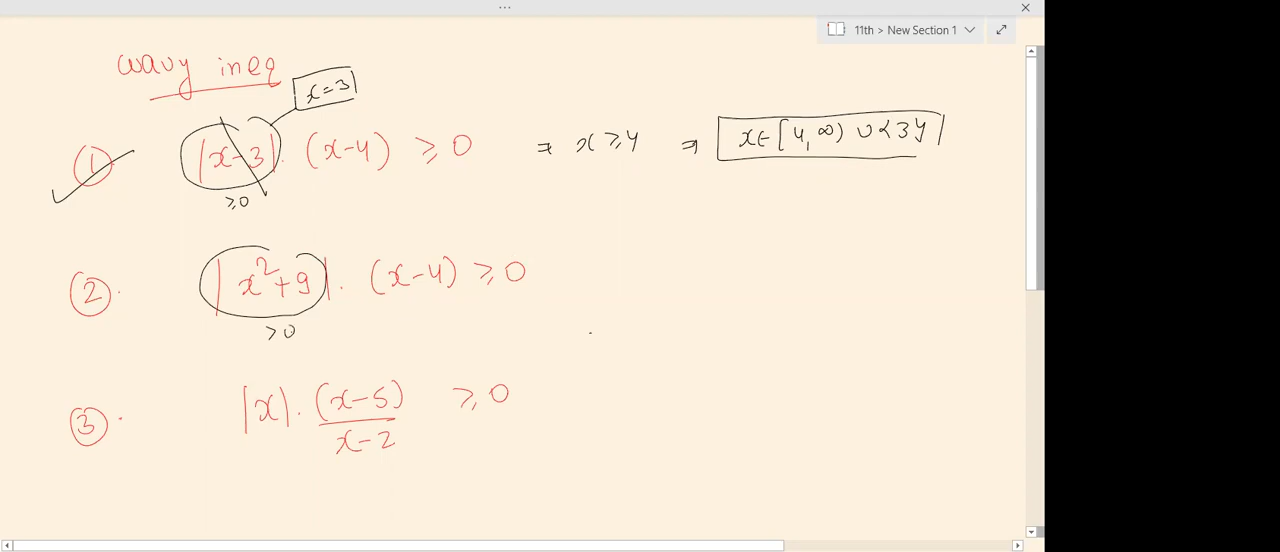 11th > New Section 1
wavy ineq
x=3
① |x-3|. (x-4) ≥ 0 ⇒ x ≥ 4 ⇒ x∈[4,∞) ∪ {3}
≥0
② |x²+9|. (x-4) ≥ 0
>0
③ |x|. (x-5)/(x-2) ≥ 0